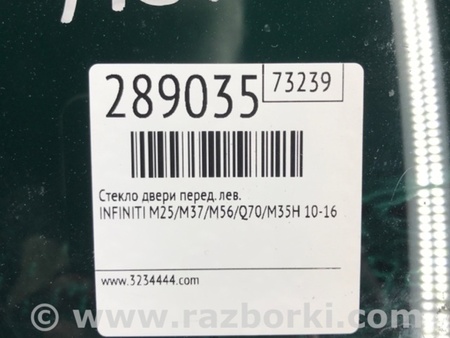 289035
73239
Стекло двери перед. лев.
INFINITI M25/M37/M56/Q70/M35H 10-16
www.3234444.com
© www.razborki.com